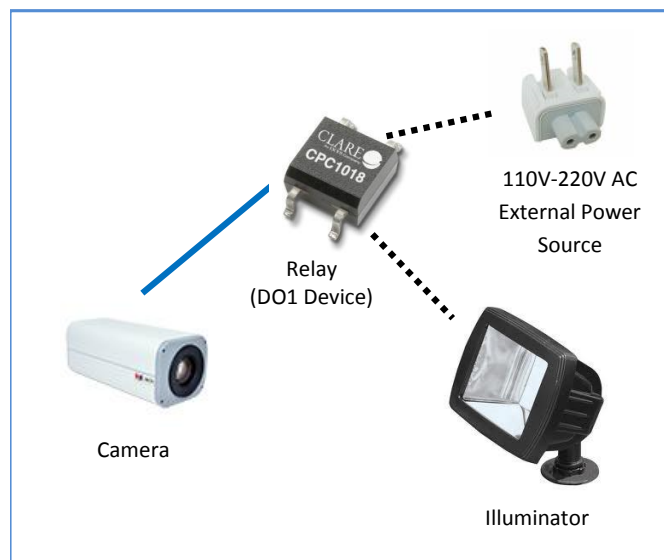 CLARE
CPC1018
110V-220V AC
External Power
Source
Relay
(DO1 Device)
Camera
Illuminator